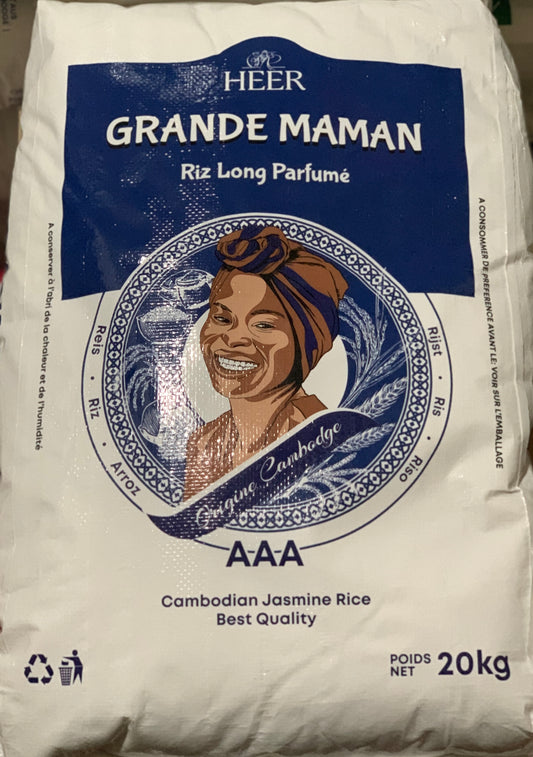 HEER
GRANDE MAMAN
Riz Long Parfumé
A conserver à l'abri de la chaleur et de l'humidité
A CONSOMMER DE PREFERENCE AVANT LE: VOIR SUR L'EMBALLAGE
Reis • Riz • Arroz
Rijst • Ris • Riso
Origine Cambodge
A-A-A
Cambodian Jasmine Rice
Best Quality
POIDS
NET 20kg